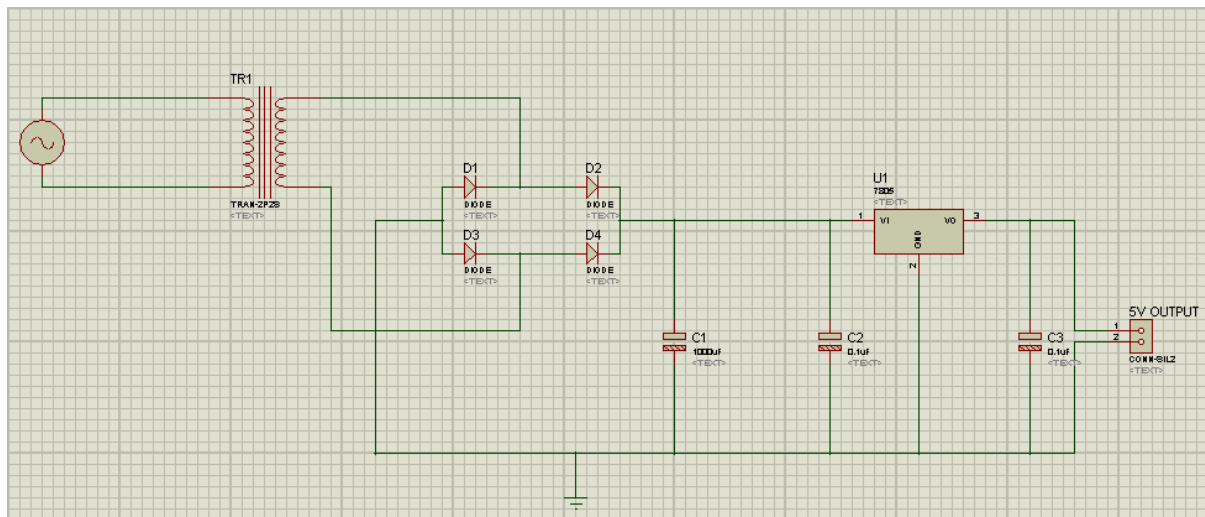 TR1
TRAN-2P2S
<TEXT>
D1
DIODE
<TEXT>
D2
DIODE
<TEXT>
D3
DIODE
<TEXT>
D4
DIODE
<TEXT>
C1
1000uF
<TEXT>
C2
0.1uF
<TEXT>
U1
7805
<TEXT>
1
VI
VO
3
GND
2
C3
0.1uF
<TEXT>
5V OUTPUT
1
2
CONN-SIL2
<TEXT>